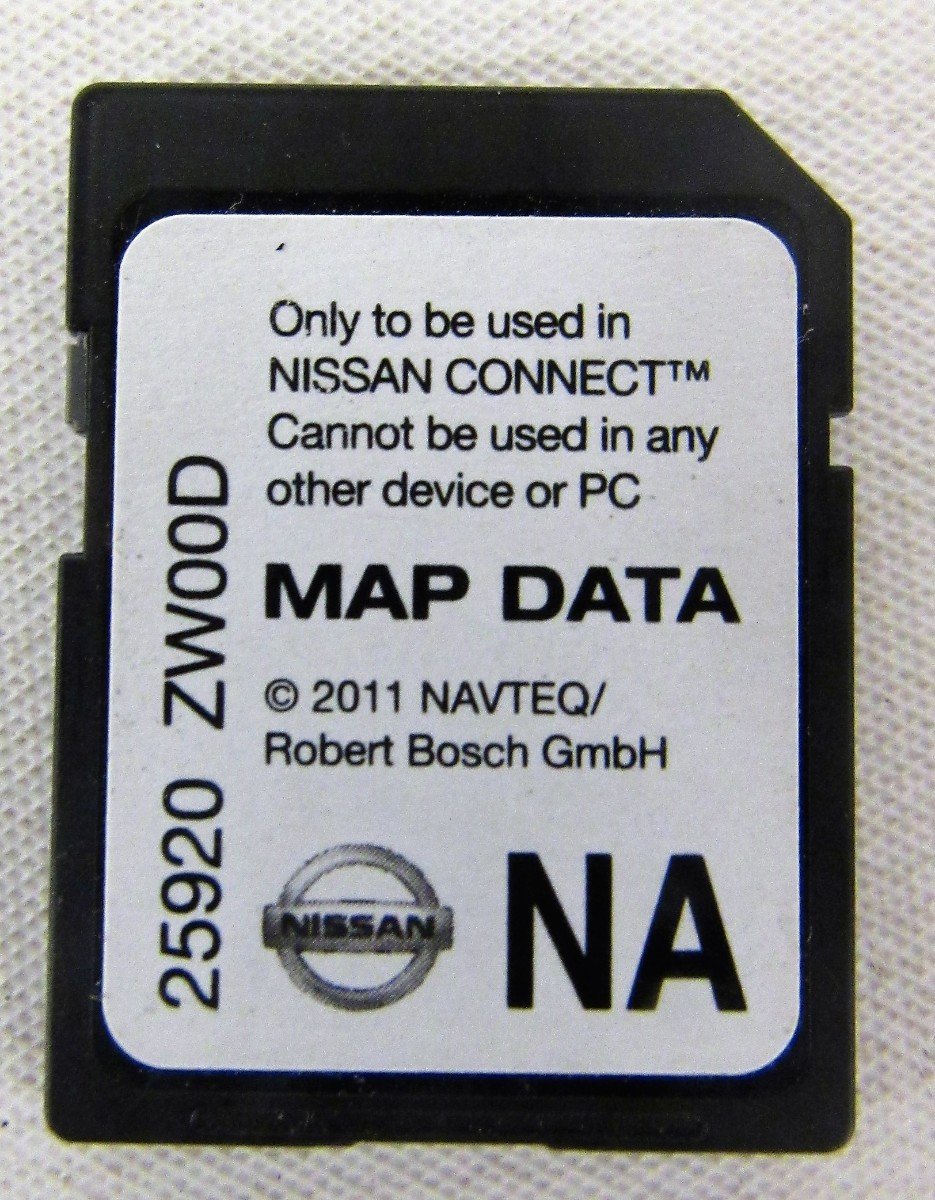 Only to be used in
NISSAN CONNECT™
Cannot be used in any
other device or PC
MAP DATA
© 2011 NAVTEQ/
Robert Bosch GmbH
25920 ZW00D
NISSAN
NA